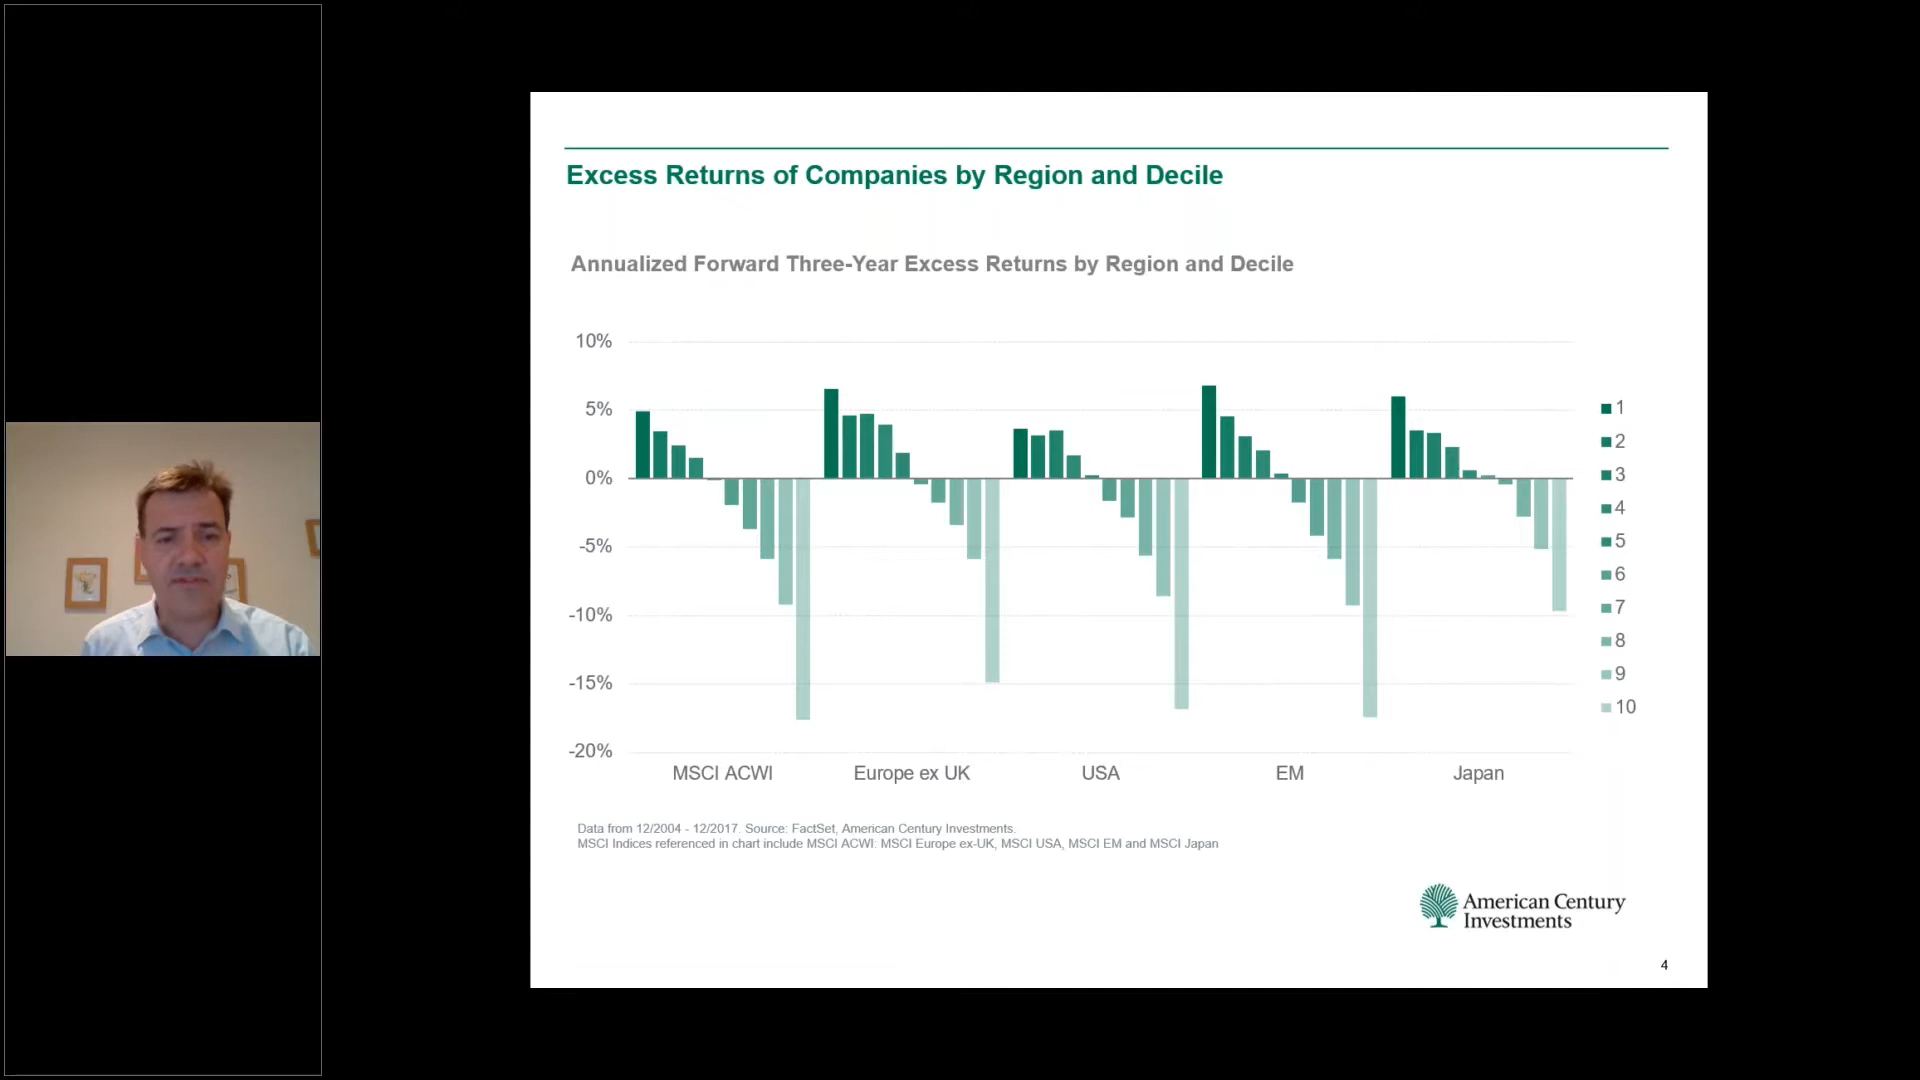 Excess Returns of Companies by Region and Decile
Annualized Forward Three-Year Excess Returns by Region and Decile
10%
5%
0%
-5%
-10%
-15%
-20%
MSCI ACWI
Europe ex UK
USA
EM
Japan
1
2
3
4
5
6
7
8
9
10
Data from 12/2004 - 12/2017. Source: FactSet, American Century Investments.
MSCI Indices referenced in chart include MSCI ACWI: MSCI Europe ex-UK, MSCI USA, MSCI EM and MSCI Japan
American Century
Investments
4